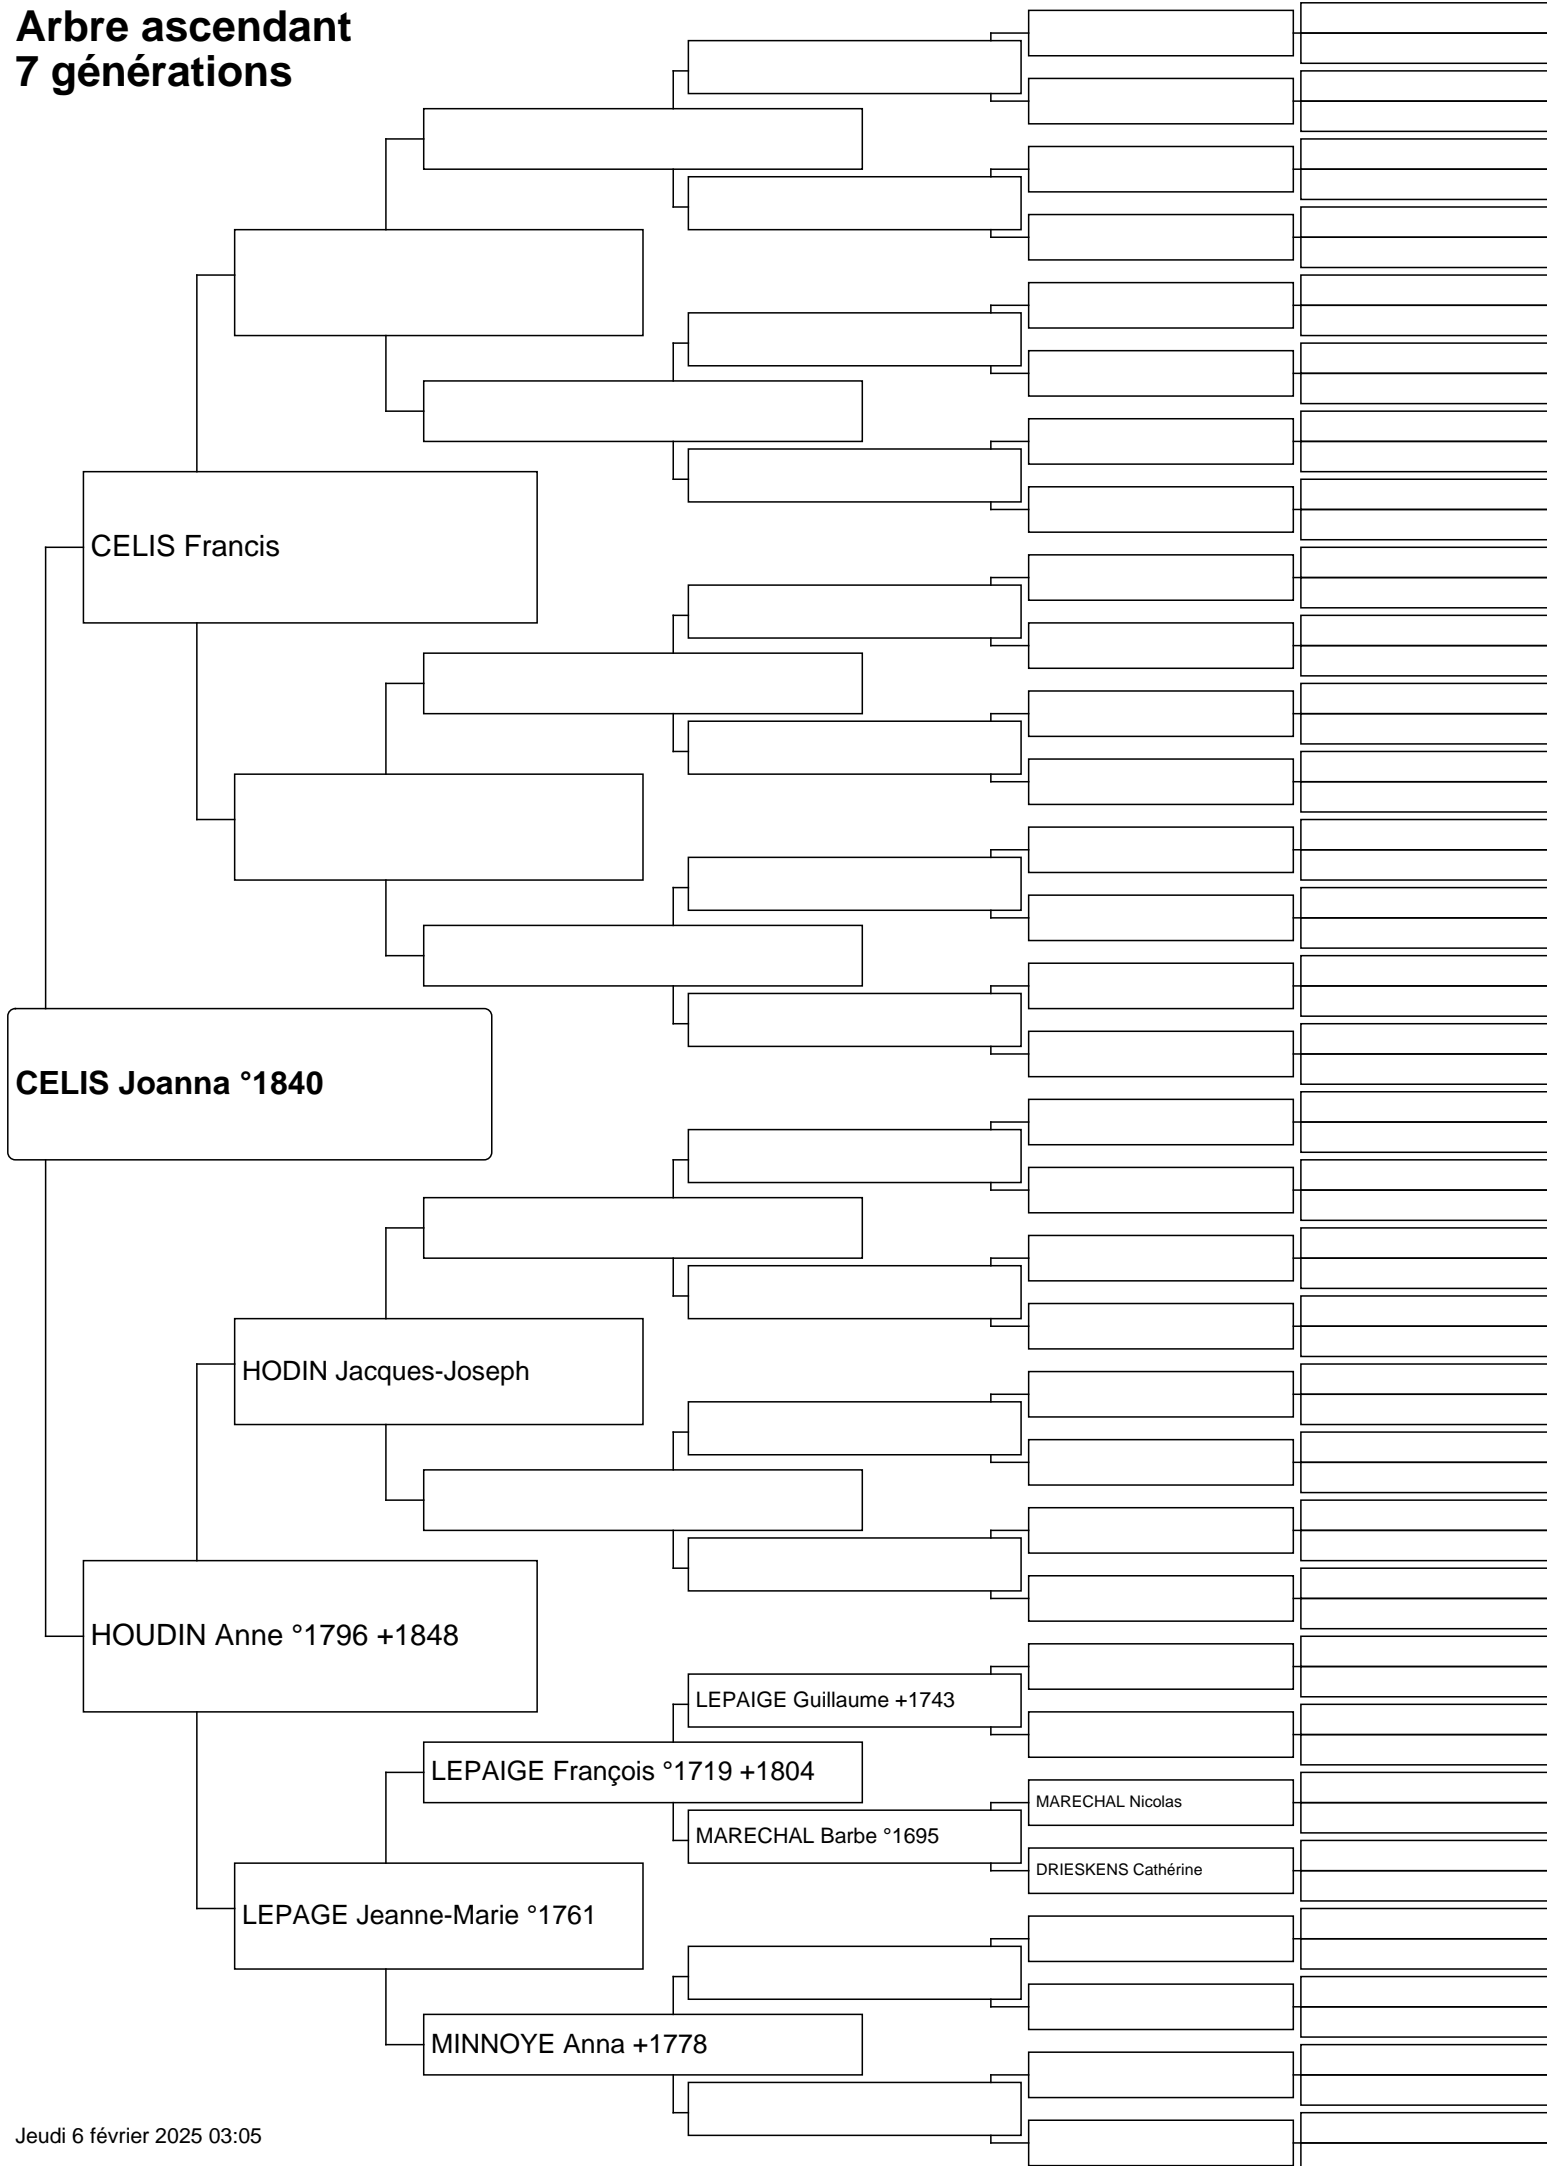 Arbre ascendant
7 générations
CELIS Francis
CELIS Joanna °1840
HODIN Jacques-Joseph
HOUDIN Anne °1796 +1848
LEPAIGE Guillaume +1743
LEPAIGE François °1719 +1804
MARECHAL Nicolas
MARECHAL Barbe °1695
DRIESKENS Cathérine
LEPAGE Jeanne-Marie °1761
MINNOYE Anna +1778
Jeudi 6 février 2025 03:05